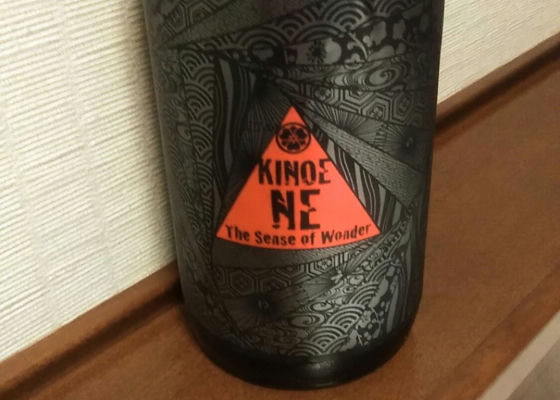 KINOE
NE
The Sense of Wonder